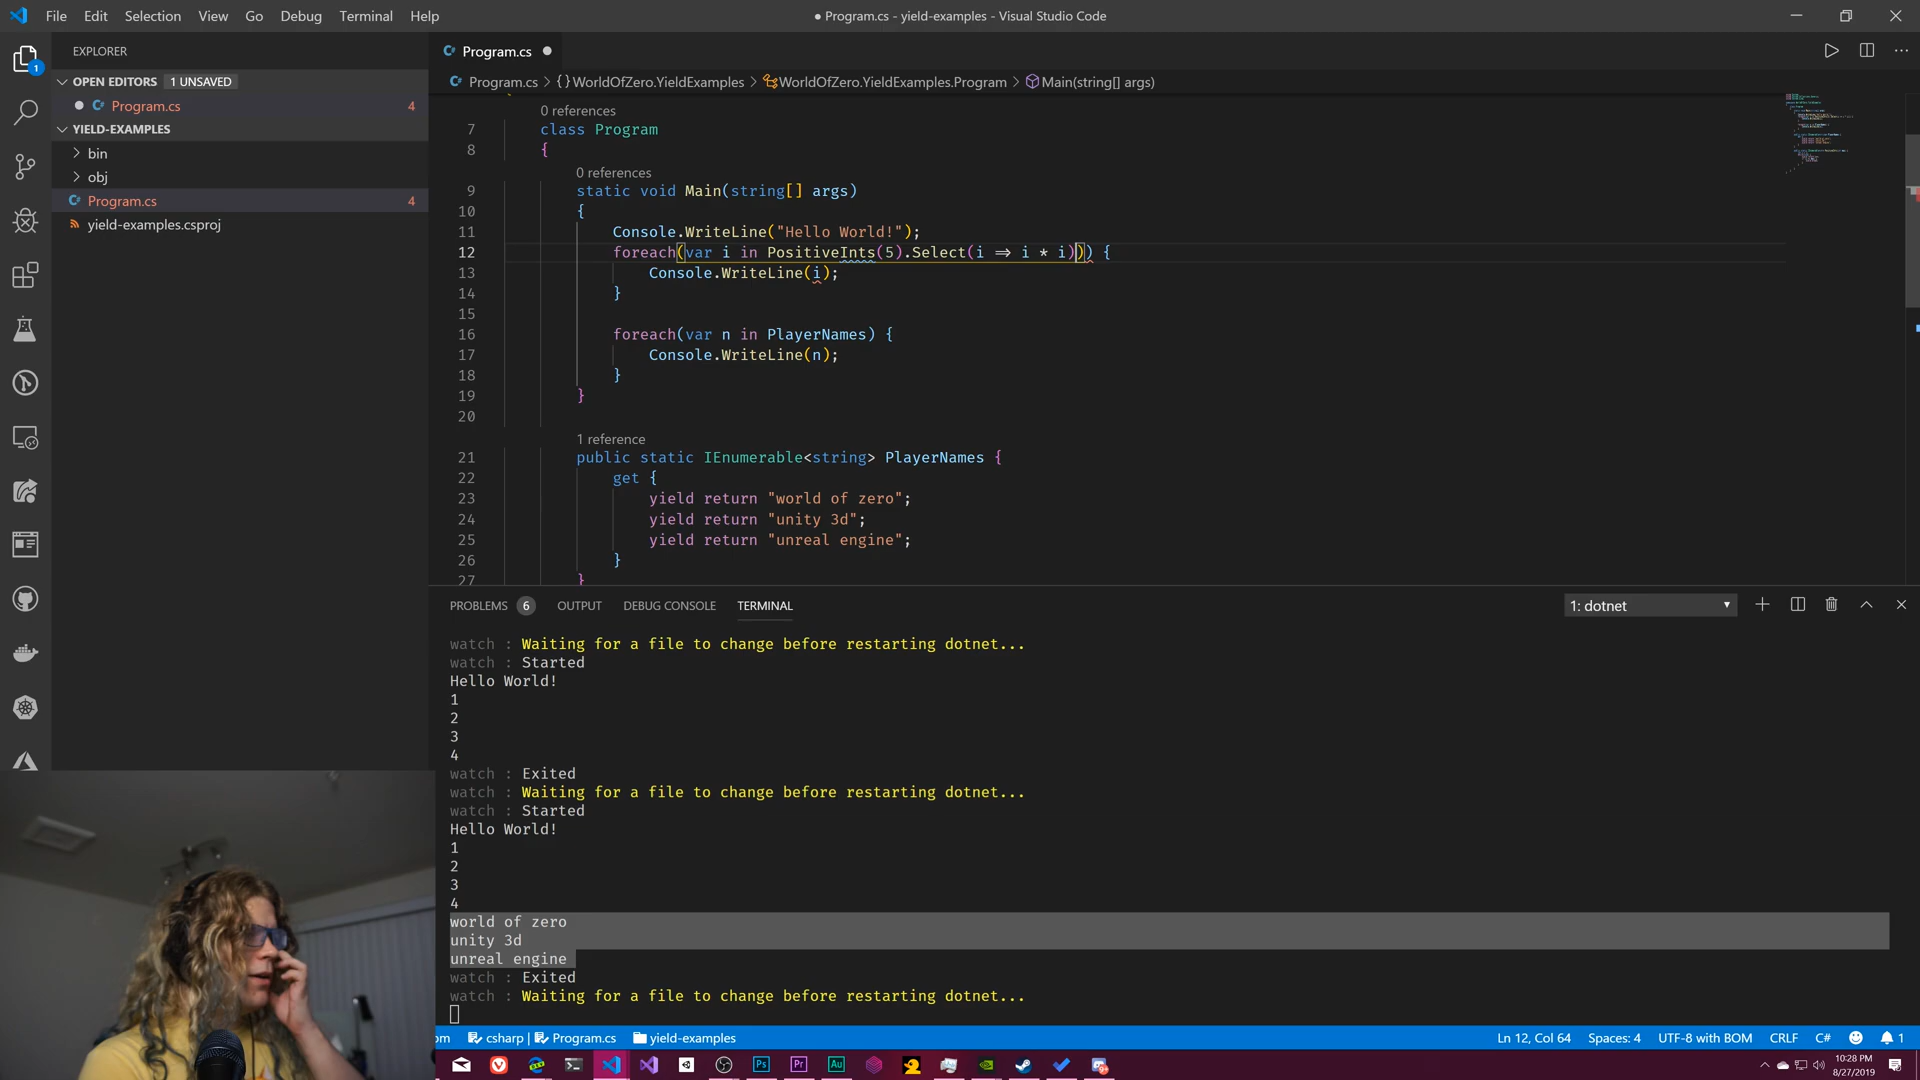 File Edit Selection View Go Debug Terminal Help
● Program.cs - yield-examples - Visual Studio Code
EXPLORER
OPEN EDITORS 1 UNSAVED
Program.cs 4
YIELD-EXAMPLES
bin
obj
Program.cs 4
yield-examples.csproj
1
Program.cs
Program.cs > {} WorldOfZero.YieldExamples > WorldOfZero.YieldExamples.Program > Main(string[] args)
0 references
7 class Program
8 {
0 references
9 static void Main(string[] args)
10 {
11 Console.WriteLine("Hello World!");
12 foreach(var i in PositiveInts(5).Select(i => i * i))) {
13 Console.WriteLine(i);
14 }
15
16 foreach(var n in PlayerNames) {
17 Console.WriteLine(n);
18 }
19 }
20
1 reference
21 public static IEnumerable<string> PlayerNames {
22 get {
23 yield return "world of zero";
24 yield return "unity 3d";
25 yield return "unreal engine";
26 }
27 }
PROBLEMS 6 OUTPUT DEBUG CONSOLE TERMINAL
1: dotnet
watch : Waiting for a file to change before restarting dotnet...
watch : Started
Hello World!
1
2
3
4
watch : Exited
watch : Waiting for a file to change before restarting dotnet...
watch : Started
Hello World!
1
2
3
4
world of zero
unity 3d
unreal engine
watch : Exited
watch : Waiting for a file to change before restarting dotnet...
om csharp | Program.cs yield-examples
Ln 12, Col 64 Spaces: 4 UTF-8 with BOM CRLF C# 1
Ps Pr Au
10:28 PM
8/27/2019